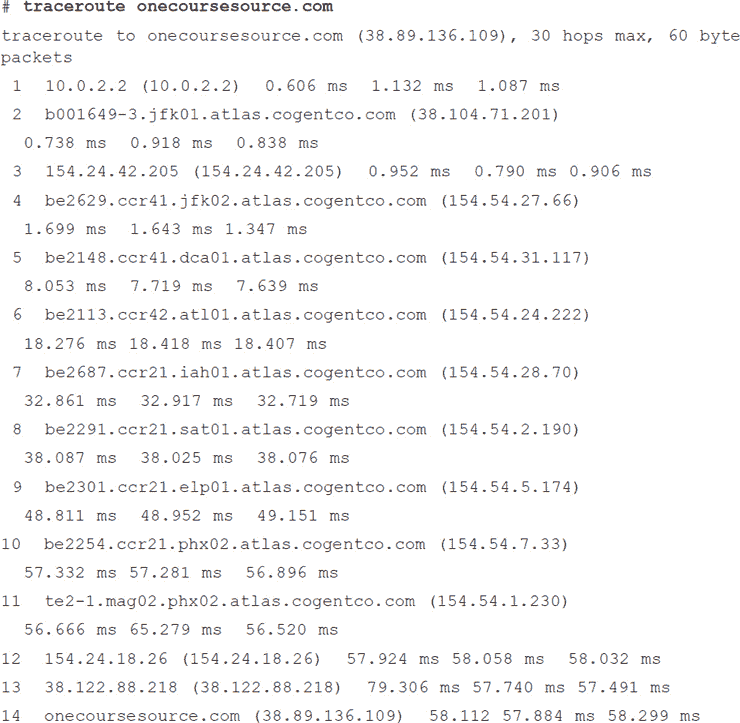 # traceroute onecoursesource.com
traceroute to onecoursesource.com (38.89.136.109), 30 hops max, 60 byte
packets
1 10.0.2.2 (10.0.2.2) 0.606 ms 1.132 ms 1.087 ms
2 b001649-3.jfk01.atlas.cogentco.com (38.104.71.201)
0.738 ms 0.918 ms 0.838 ms
3 154.24.42.205 (154.24.42.205) 0.952 ms 0.790 ms 0.906 ms
4 be2629.ccr41.jfk02.atlas.cogentco.com (154.54.27.66)
1.699 ms 1.643 ms 1.347 ms
5 be2148.ccr41.dca01.atlas.cogentco.com (154.54.31.117)
8.053 ms 7.719 ms 7.639 ms
6 be2113.ccr42.atl01.atlas.cogentco.com (154.54.24.222)
18.276 ms 18.418 ms 18.407 ms
7 be2687.ccr21.iah01.atlas.cogentco.com (154.54.28.70)
32.861 ms 32.917 ms 32.719 ms
8 be2291.ccr21.sat01.atlas.cogentco.com (154.54.2.190)
38.087 ms 38.025 ms 38.076 ms
9 be2301.ccr21.elp01.atlas.cogentco.com (154.54.5.174)
48.811 ms 48.952 ms 49.151 ms
10 be2254.ccr21.phx02.atlas.cogentco.com (154.54.7.33)
57.332 ms 57.281 ms 56.896 ms
11 te2-1.mag02.phx02.atlas.cogentco.com (154.54.1.230)
56.666 ms 65.279 ms 56.520 ms
12 154.24.18.26 (154.24.18.26) 57.924 ms 58.058 ms 58.032 ms
13 38.122.88.218 (38.122.88.218) 79.306 ms 57.740 ms 57.491 ms
14 onecoursesource.com (38.89.136.109) 58.112 57.884 ms 58.299 ms